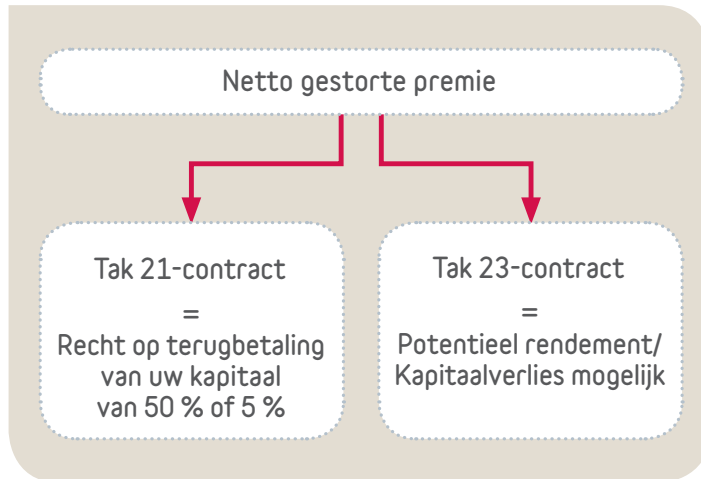 Netto gestorte premie
Tak 21-contract
=
Recht op terugbetaling
van uw kapitaal
van 50 % of 5 %
Tak 23-contract
=
Potentieel rendement/
Kapitaalverlies mogelijk